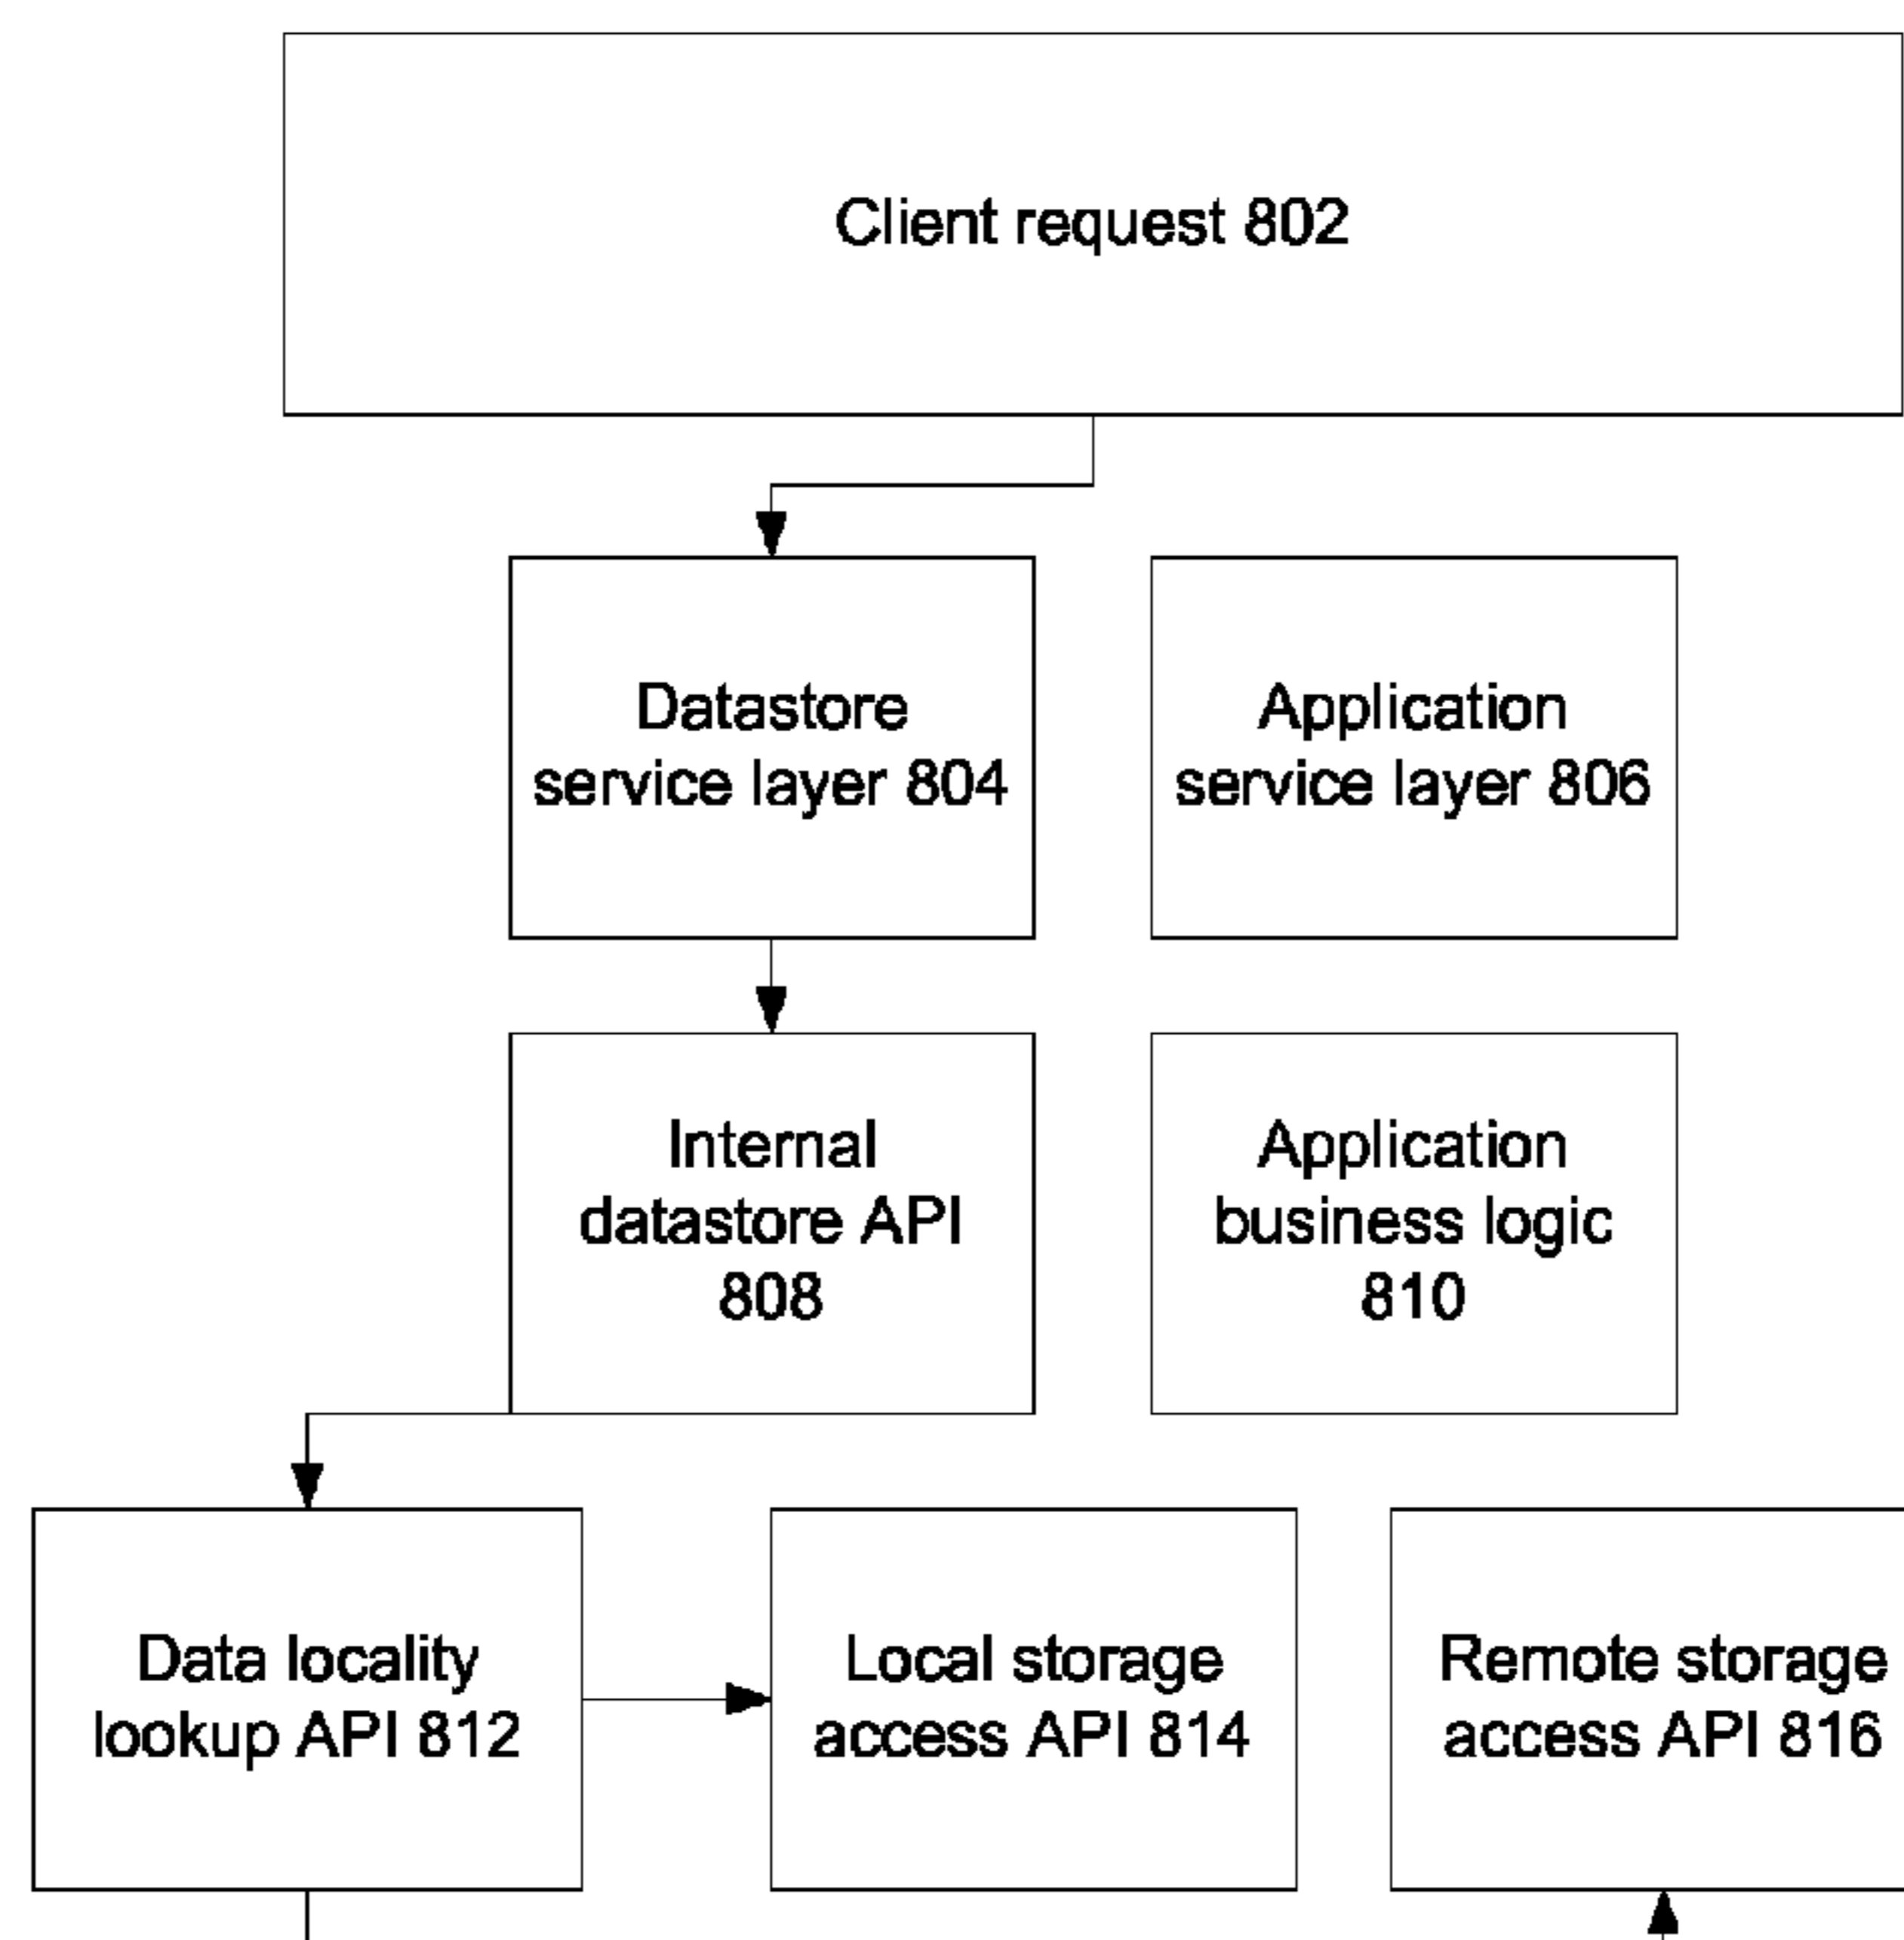 Client request 802
Datastore
service layer 804
Application
service layer 806
Internal
datastore API
808
Application
business logic
810
Data locality
lookup API 812
Local storage
access API 814
Remote storage
access API 816